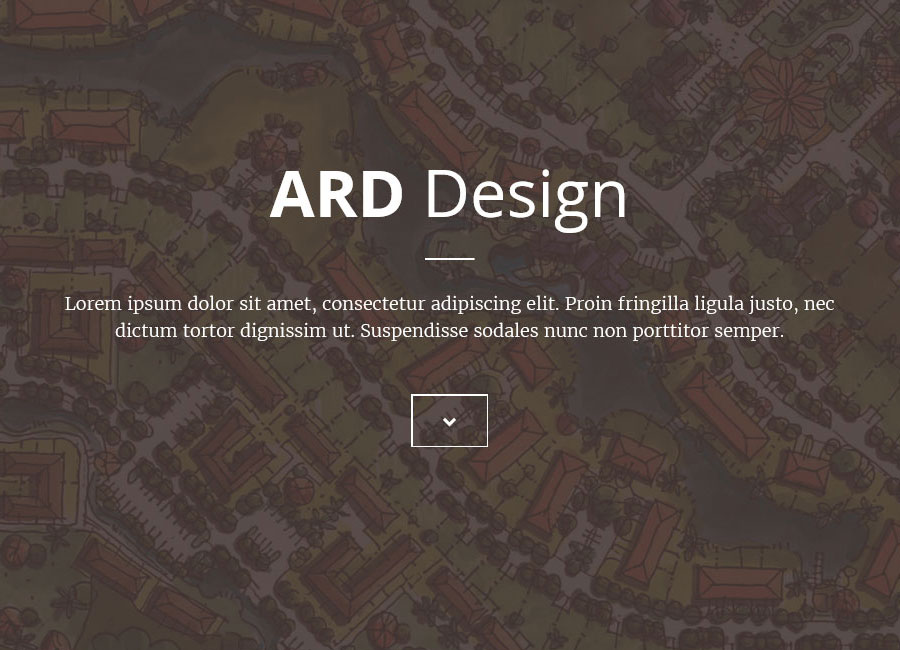 ARD Design
Lorem ipsum dolor sit amet, consectetur adipiscing elit. Proin fringilla ligula justo, nec
dictum tortor dignissim ut. Suspendisse sodales nunc non porttitor semper.